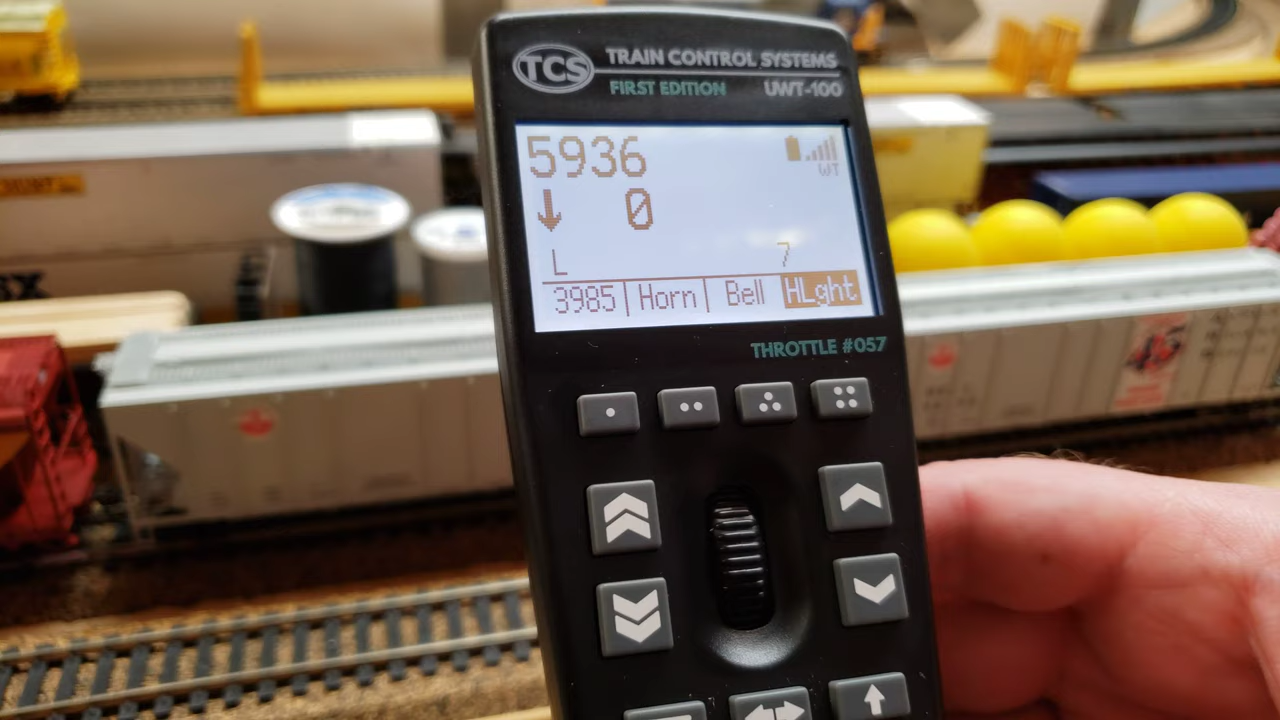 TCS
TRAIN CONTROL SYSTEMS
FIRST EDITION UWT-100
5936
WT
0
L 7
3985 Horn Bell HLght
THROTTLE #057